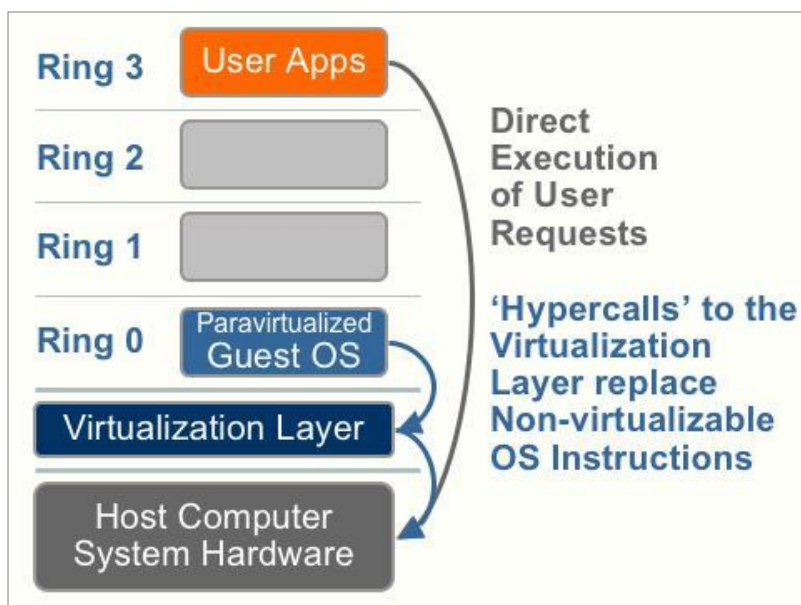 Ring 3
User Apps
Ring 2
Ring 1
Ring 0
Paravirtualized
Guest OS
Virtualization Layer
Host Computer
System Hardware
Direct
Execution
of User
Requests
‘Hypercalls’ to the
Virtualization
Layer replace
Non-virtualizable
OS Instructions